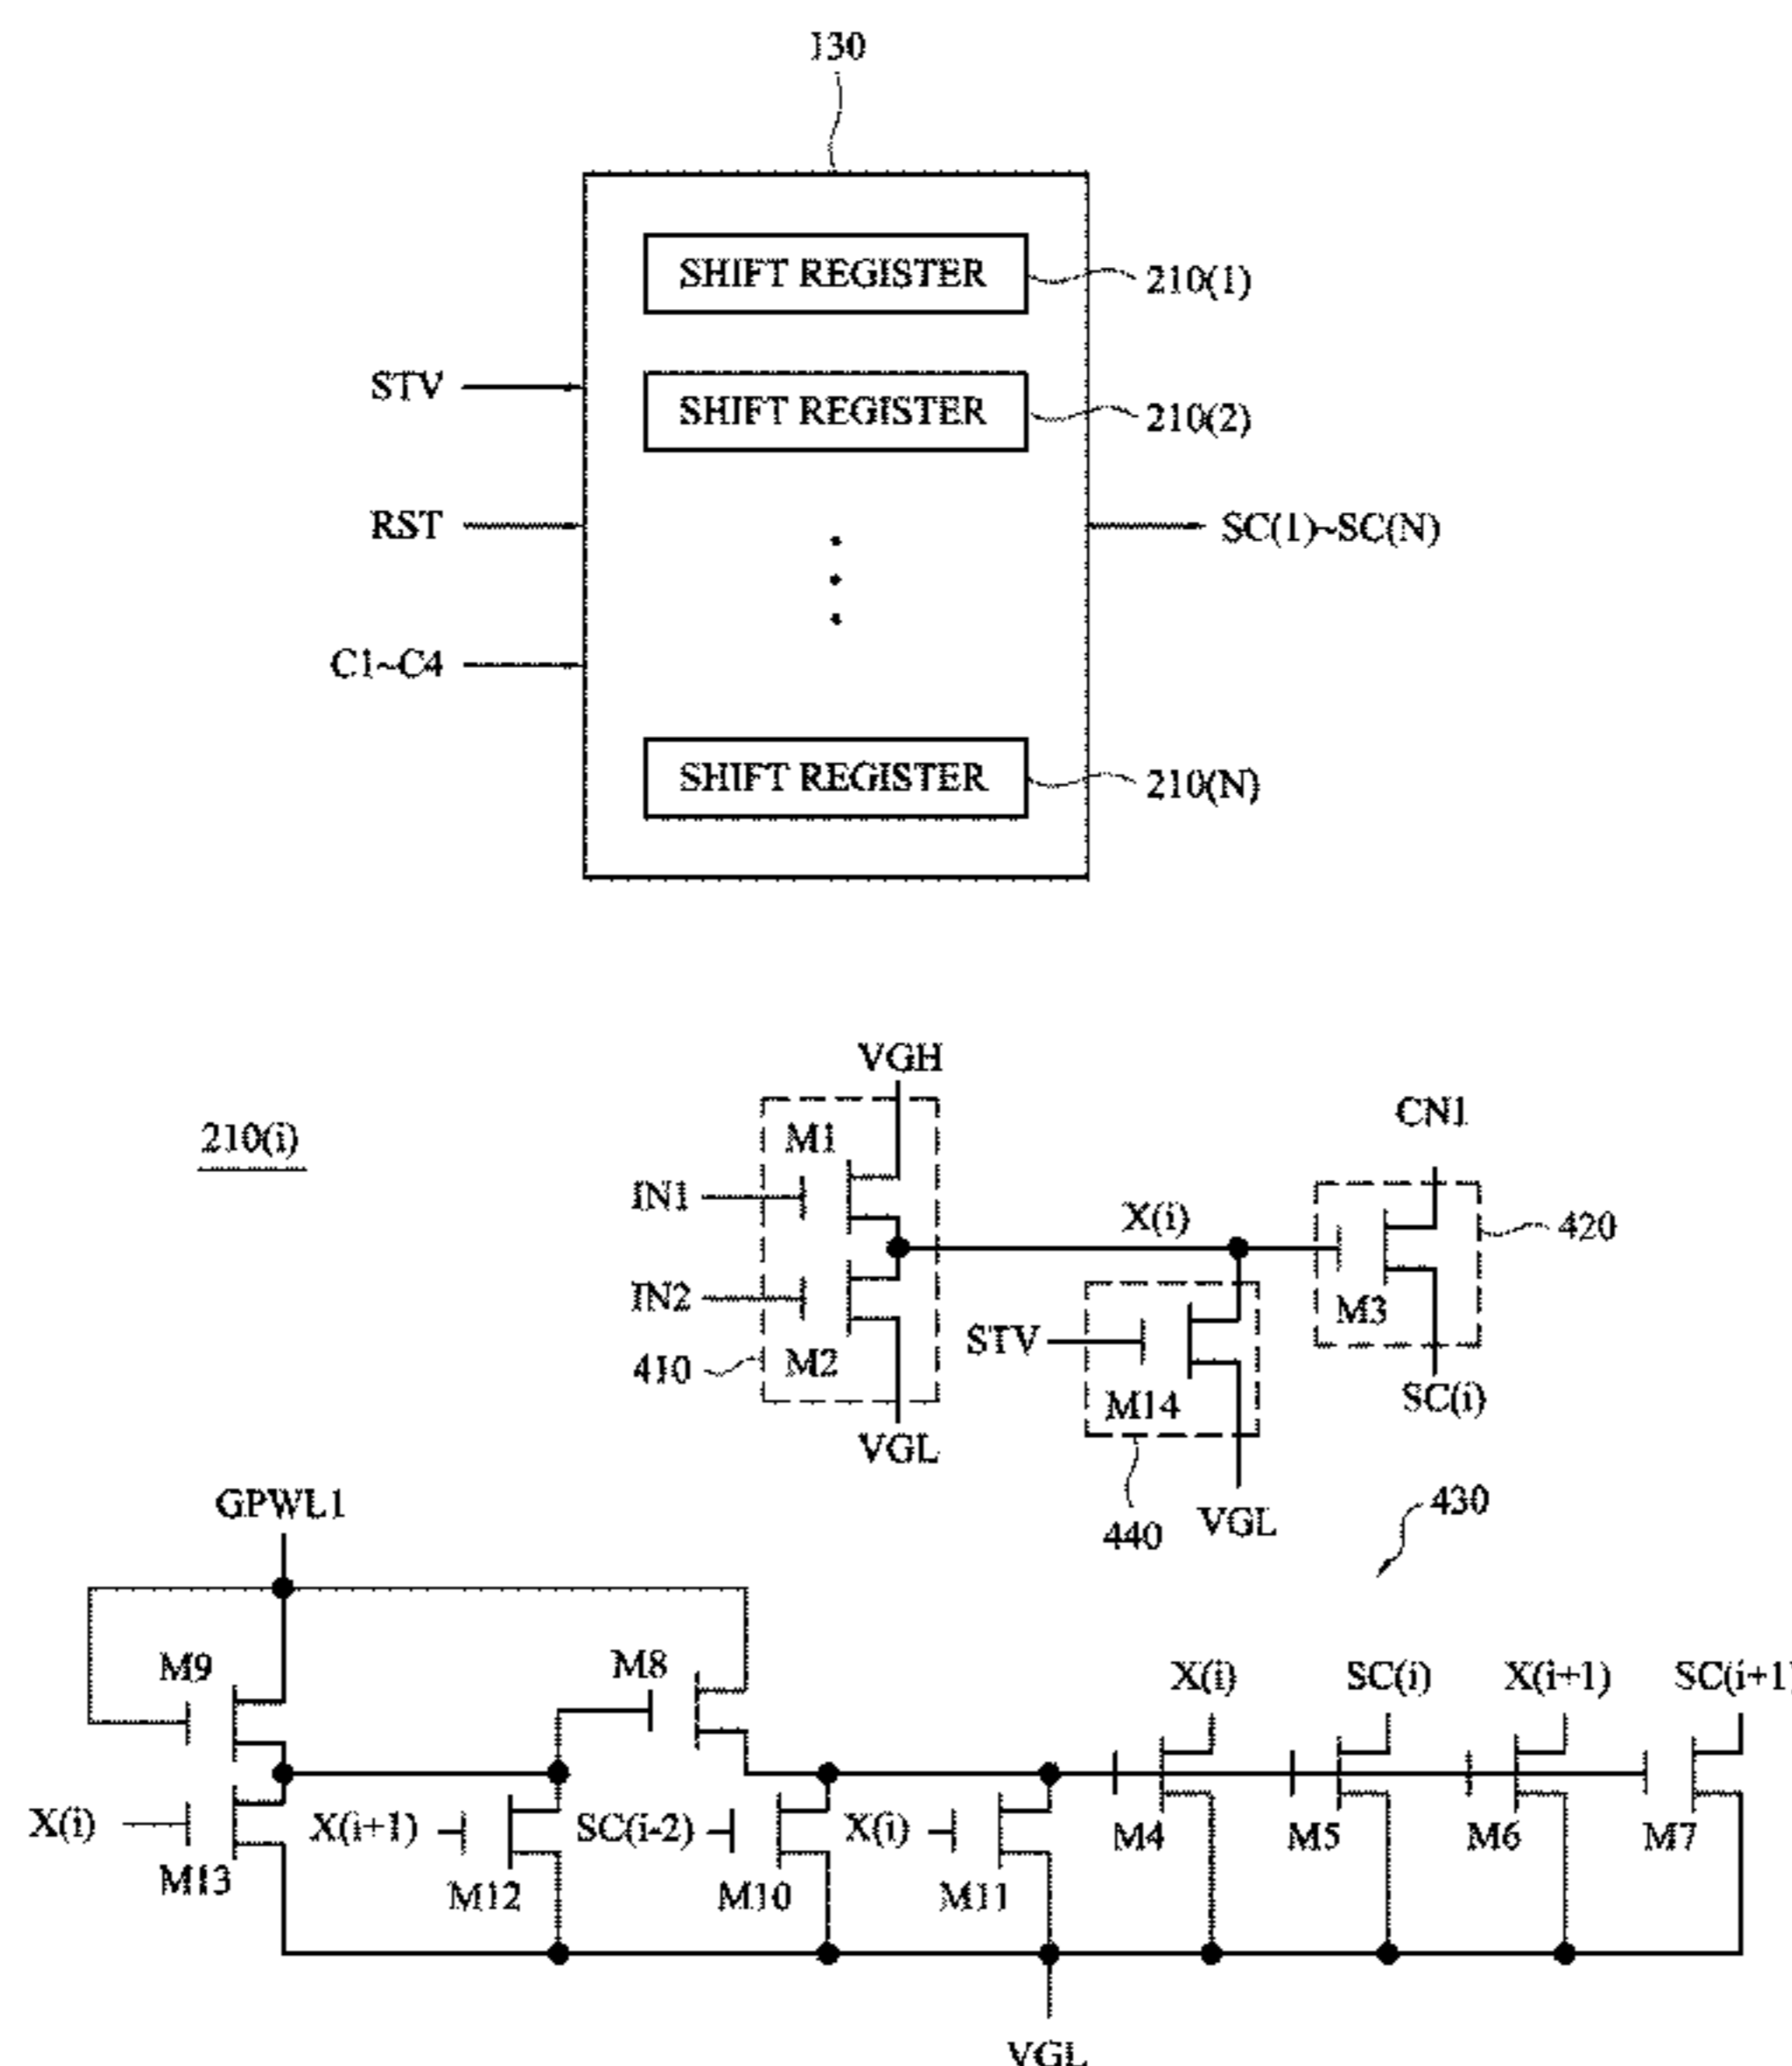 130
SHIFT REGISTER
210(1)
STV
SHIFT REGISTER
210(2)
RST
SC(1)~SC(N)
C1~C4
SHIFT REGISTER
210(N)
210(i)
VGH
CN1
M1
IN1
X(i)
420
IN2
M3
STV
410
M2
M14
SC(i)
VGL
GPWL1
440
VGL
430
M9
M8
X(i)
SC(i)
X(i+1)
SC(i+1)
X(i)
X(i+1)
SC(i-2)
X(i)
M4
M5
M6
M7
M13
M12
M10
M11
VGL